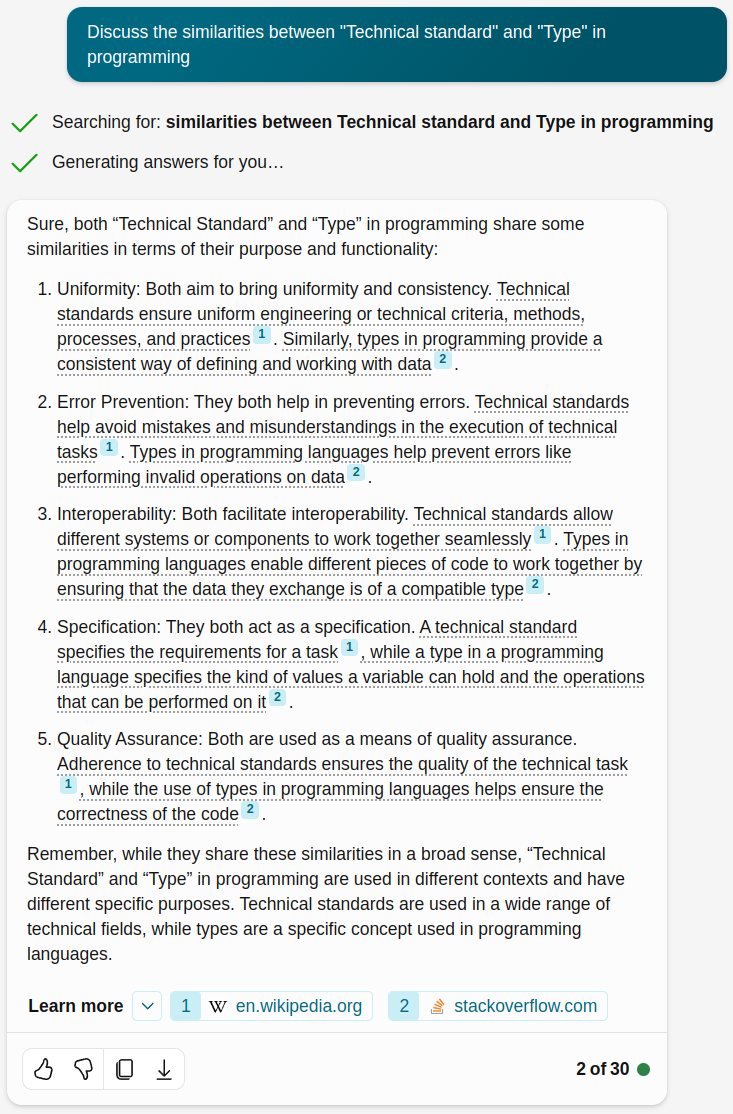 Discuss the similarities between "Technical standard" and "Type" in
programming
Searching for: similarities between Technical standard and Type in programming
Generating answers for you…
Sure, both “Technical Standard” and “Type” in programming share some
similarities in terms of their purpose and functionality:
1. Uniformity: Both aim to bring uniformity and consistency. Technical
standards ensure uniform engineering or technical criteria, methods,
processes, and practices 1 . Similarly, types in programming provide a
consistent way of defining and working with data 2 .
2. Error Prevention: They both help in preventing errors. Technical standards
help avoid mistakes and misunderstandings in the execution of technical
tasks 1 . Types in programming languages help prevent errors like
performing invalid operations on data 2 .
3. Interoperability: Both facilitate interoperability. Technical standards allow
different systems or components to work together seamlessly 1 . Types in
programming languages enable different pieces of code to work together by
ensuring that the data they exchange is of a compatible type 2 .
4. Specification: They both act as a specification. A technical standard
specifies the requirements for a task 1 , while a type in a programming
language specifies the kind of values a variable can hold and the operations
that can be performed on it 2 .
5. Quality Assurance: Both are used as a means of quality assurance.
Adherence to technical standards ensures the quality of the technical task
1 , while the use of types in programming languages helps ensure the
correctness of the code 2 .
Remember, while they share these similarities in a broad sense, “Technical
Standard” and “Type” in programming are used in different contexts and have
different specific purposes. Technical standards are used in a wide range of
technical fields, while types are a specific concept used in programming
languages.
Learn more 1 W en.wikipedia.org 2 stackoverflow.com
2 of 30